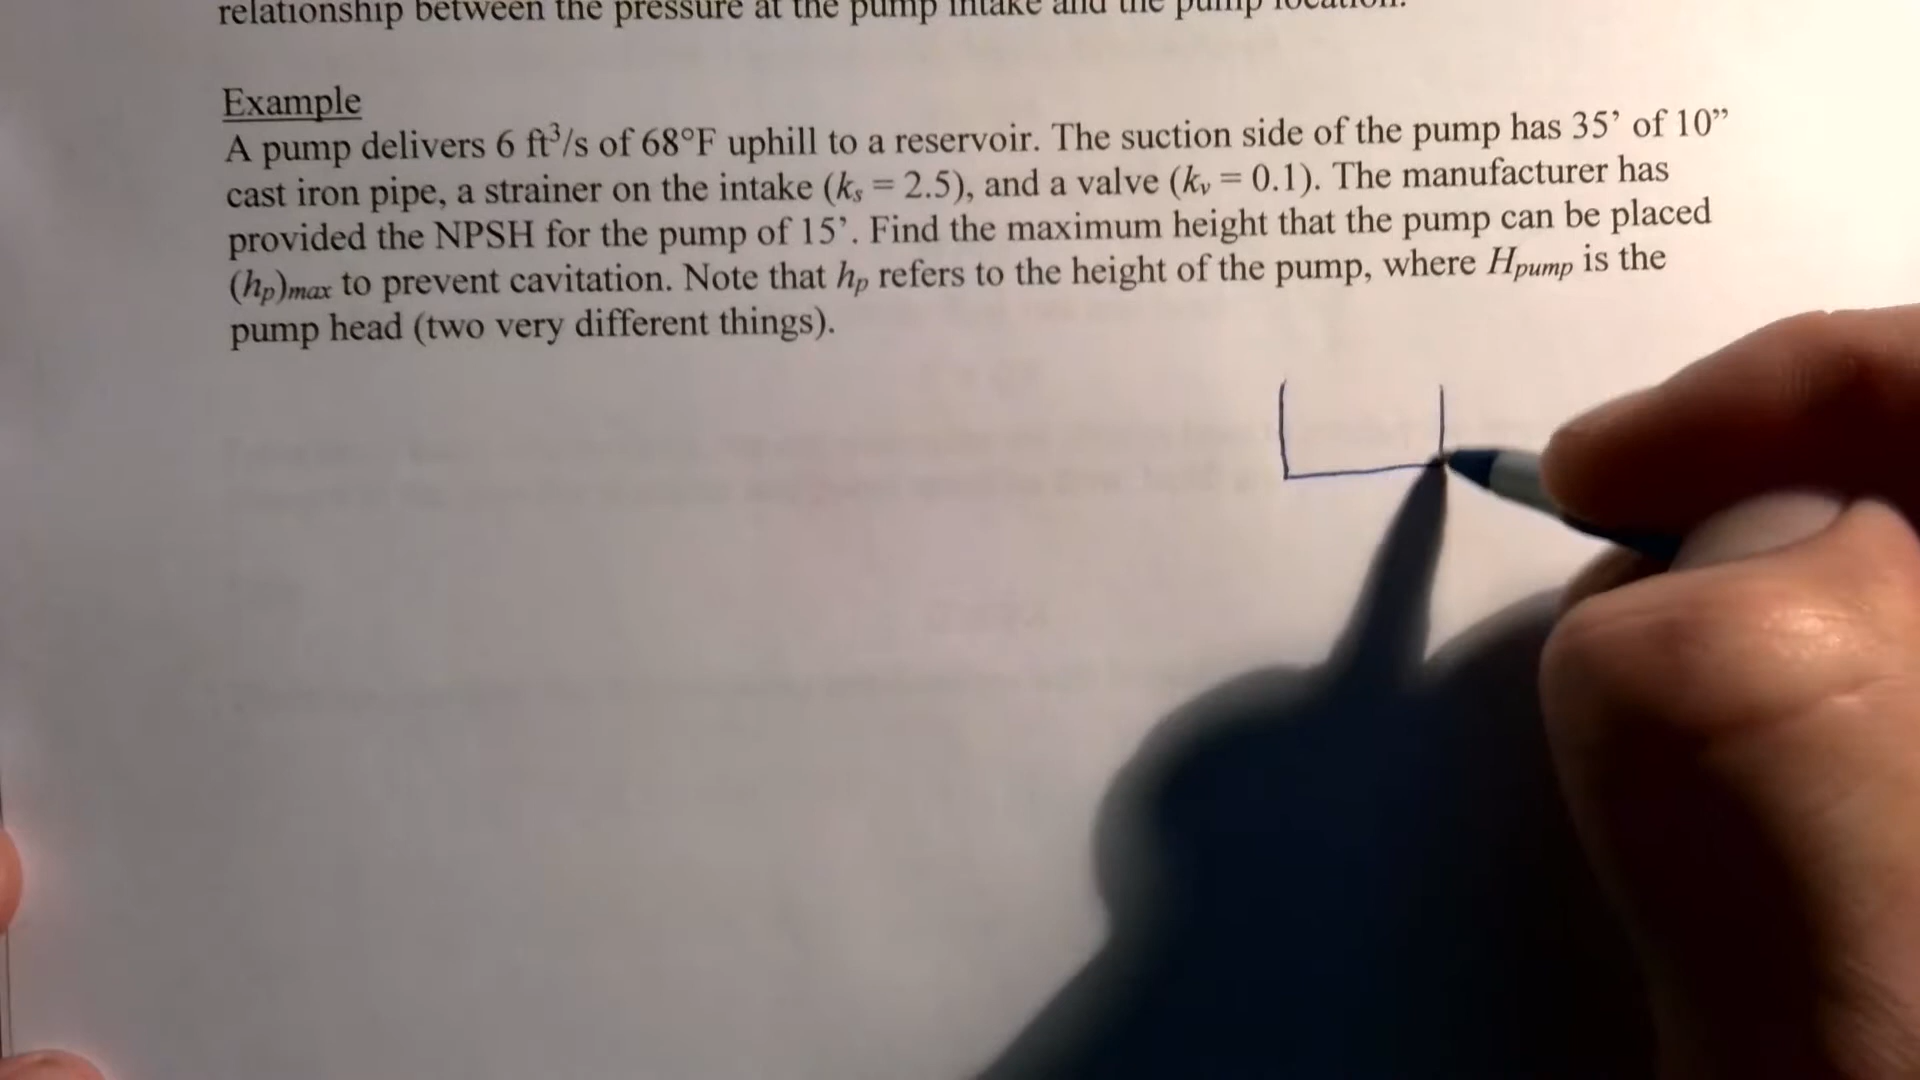 relationship between the pressure at the pump intake and the pump location.
Example
A pump delivers 6 ft³/s of 68°F uphill to a reservoir. The suction side of the pump has 35’ of 10”
cast iron pipe, a strainer on the intake (kₛ = 2.5), and a valve (kᵥ = 0.1). The manufacturer has
provided the NPSH for the pump of 15’. Find the maximum height that the pump can be placed
(hₚ)max to prevent cavitation. Note that hₚ refers to the height of the pump, where Hpump is the
pump head (two very different things).